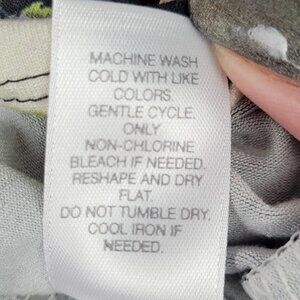 MACHINE WASH
COLD WITH LIKE
COLORS.
GENTLE CYCLE.
ONLY
NON-CHLORINE
BLEACH IF NEEDED.
RESHAPE AND DRY
FLAT.
DO NOT TUMBLE DRY.
COOL IRON IF
NEEDED.